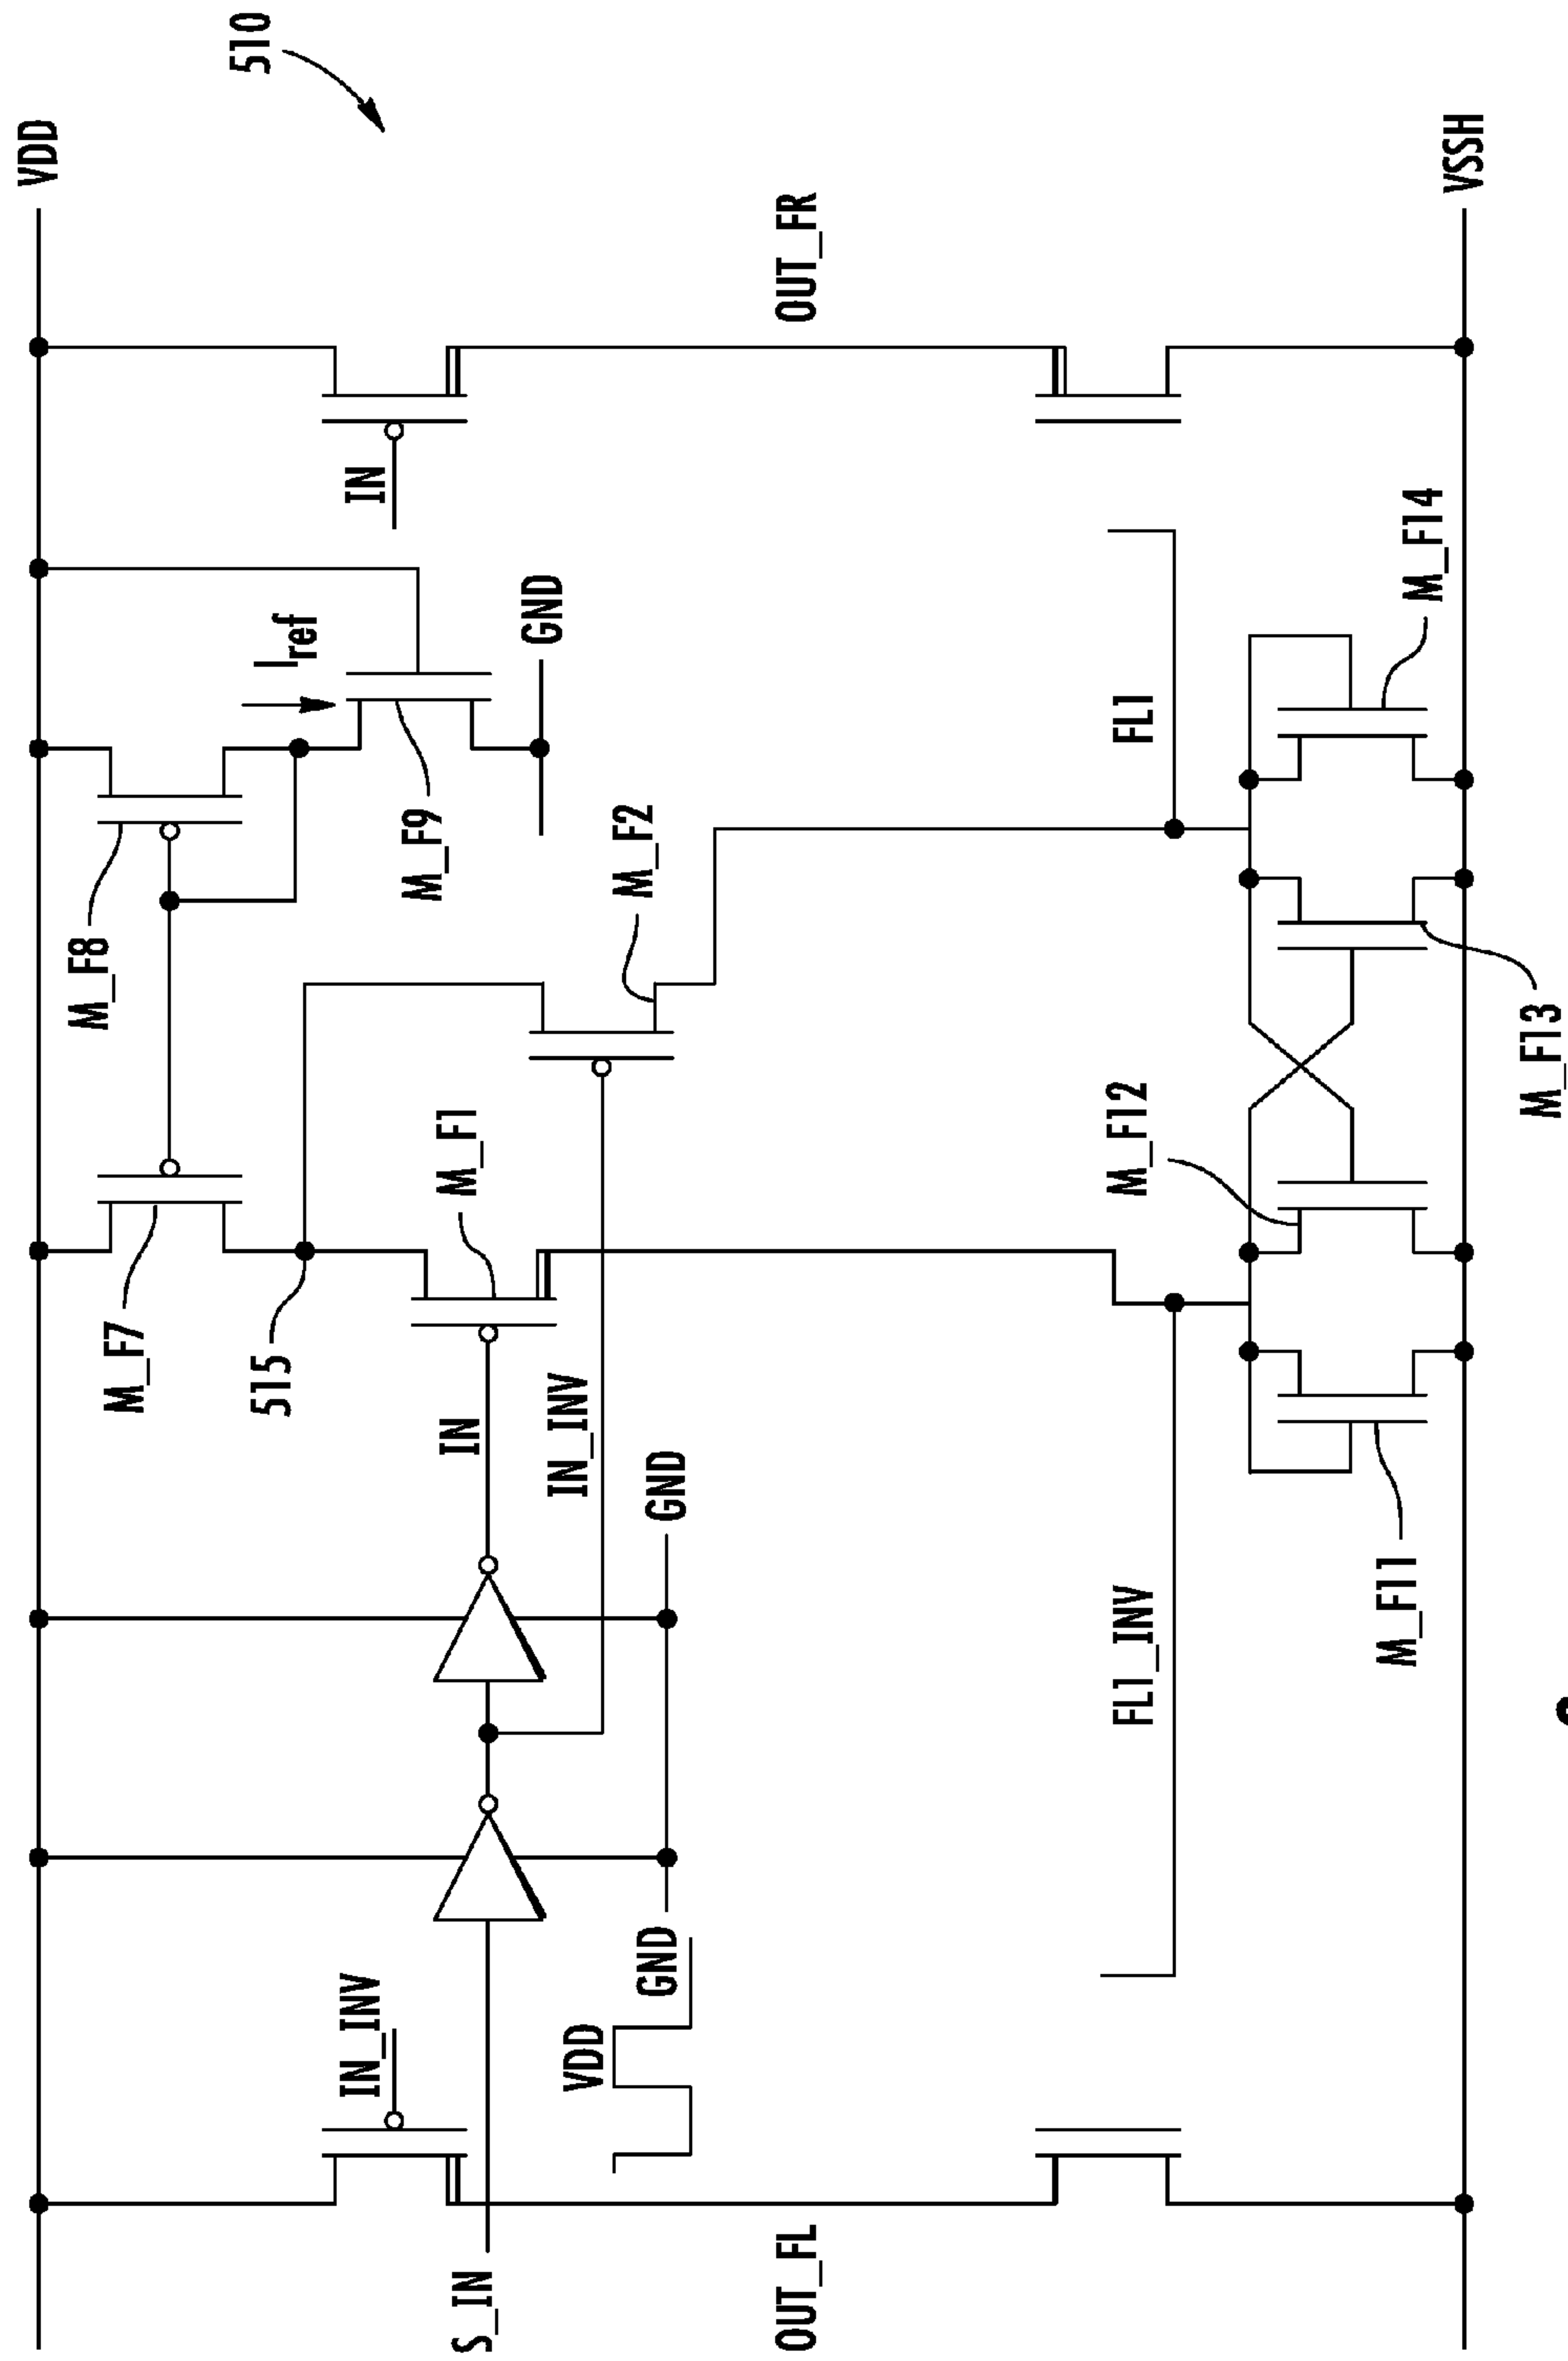 510
VDD
VSSH
OUT_FR
IN
Iref
GND
M_F14
FL1
M_F9
M_F2
M_F8
M_F13
M_F12
M_F1
M_F7
515
IN
IN_INV
GND
FL1_INV
M_F11
GND
VDD
IN_INV
S_IN
OUT_FL